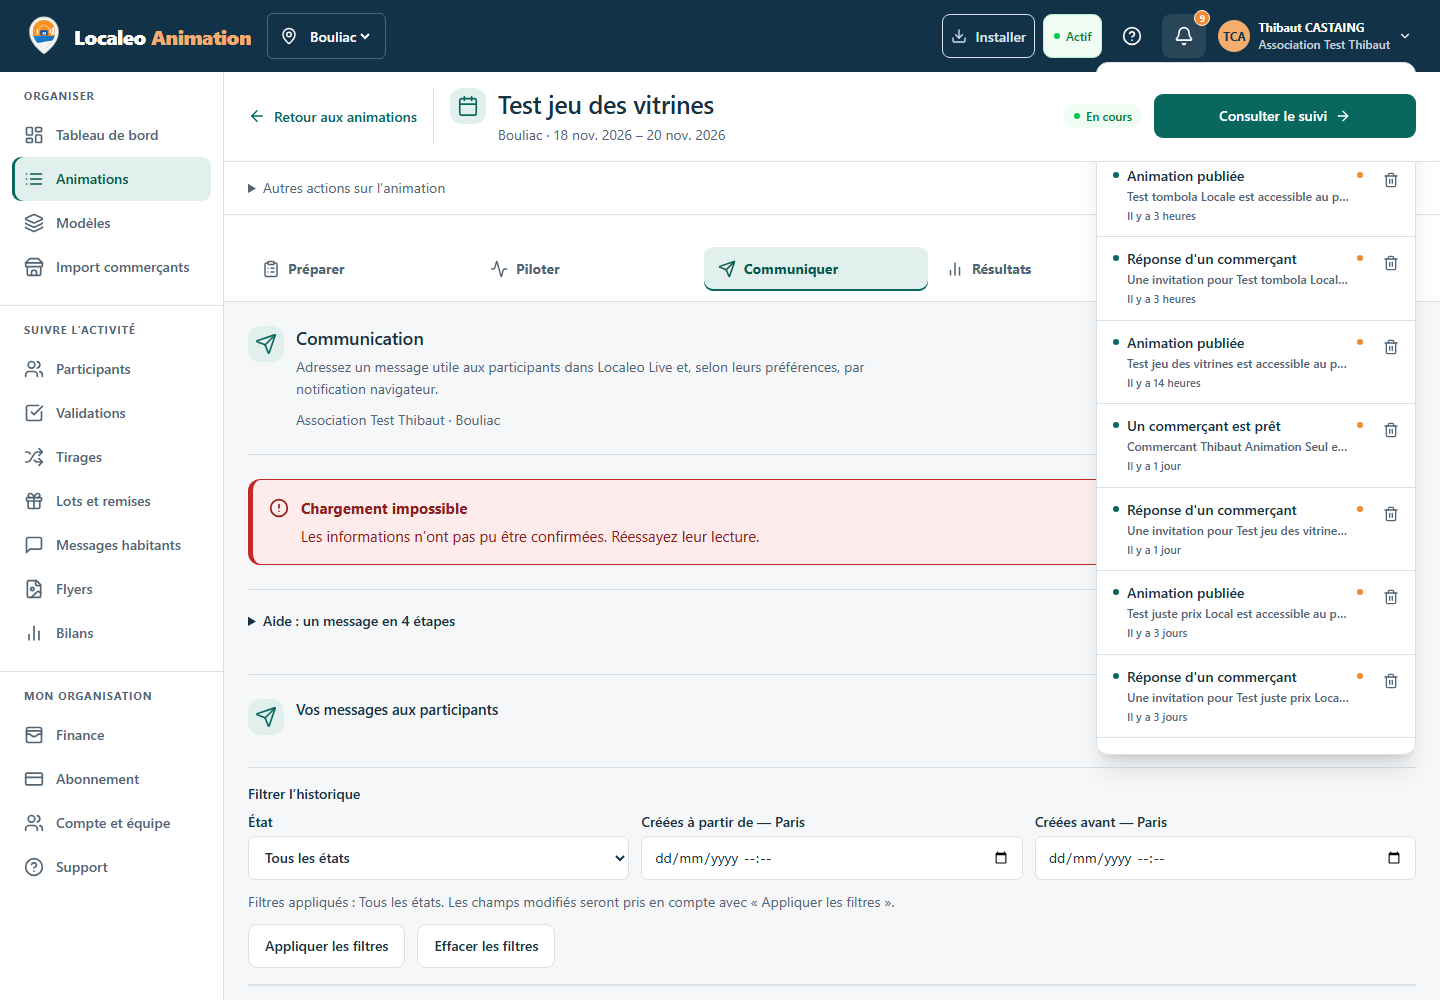 Localeo Animation
Bouliac
Installer
Actif
9
TCA
Thibaut CASTAING
Association Test Thibaut
ORGANISER
Tableau de bord
Animations
Modèles
Import commerçants
SUIVRE L'ACTIVITÉ
Participants
Validations
Tirages
Lots et remises
Messages habitants
Flyers
Bilans
MON ORGANISATION
Finance
Abonnement
Compte et équipe
Support
Retour aux animations
Test jeu des vitrines
Bouliac · 18 nov. 2026 – 20 nov. 2026
En cours
Consulter le suivi
Autres actions sur l'animation
Préparer
Piloter
Communiquer
Résultats
Communication
Adressez un message utile aux participants dans Localeo Live et, selon leurs préférences, par
notification navigateur.
Association Test Thibaut · Bouliac
Chargement impossible
Les informations n'ont pas pu être confirmées. Réessayez leur lecture.
Aide : un message en 4 étapes
Vos messages aux participants
Filtrer l'historique
État
Tous les états
Créées à partir de — Paris
dd/mm/yyyy --:--
Créées avant — Paris
dd/mm/yyyy --:--
Filtres appliqués : Tous les états. Les champs modifiés seront pris en compte avec « Appliquer les filtres ».
Appliquer les filtres
Effacer les filtres
Animation publiée
Test tombola Locale est accessible au p...
Il y a 3 heures
Réponse d'un commerçant
Une invitation pour Test tombola Local...
Il y a 3 heures
Animation publiée
Test jeu des vitrines est accessible au p...
Il y a 14 heures
Un commerçant est prêt
Commercant Thibaut Animation Seul e...
Il y a 1 jour
Réponse d'un commerçant
Une invitation pour Test jeu des vitrine...
Il y a 1 jour
Animation publiée
Test juste prix Local est accessible au p...
Il y a 3 jours
Réponse d'un commerçant
Une invitation pour Test juste prix Loca...
Il y a 3 jours